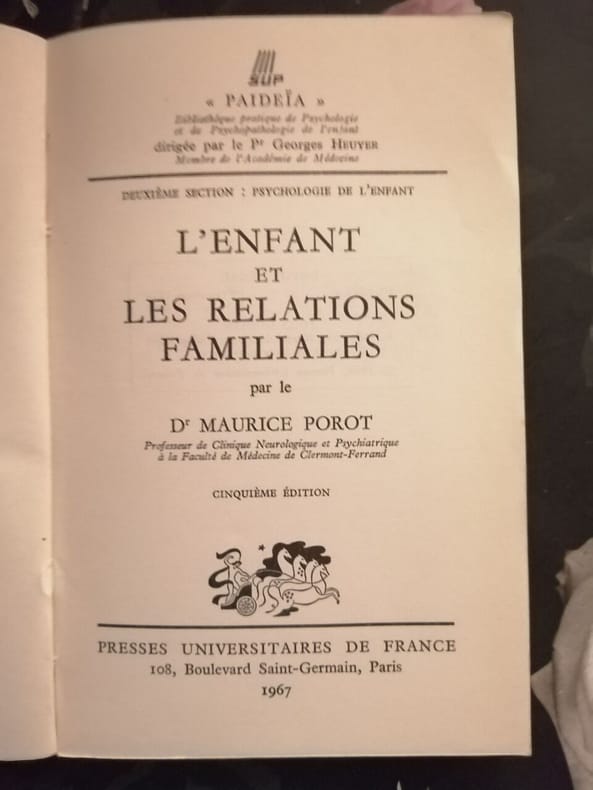 SUP
« PAIDEÏA »
Bibliothèque pratique de Psychologie
et de Psychopathologie de l'enfant
dirigée par le Pr Georges HEUYER
Membre de l'Académie de Médecine
DEUXIÈME SECTION : PSYCHOLOGIE DE L'ENFANT
L'ENFANT
ET
LES RELATIONS
FAMILIALES
par le
Dr MAURICE POROT
Professeur de Clinique Neurologique et Psychiatrique
à la Faculté de Médecine de Clermont-Ferrand
CINQUIÈME ÉDITION
PRESSES UNIVERSITAIRES DE FRANCE
108, Boulevard Saint-Germain, Paris
1967